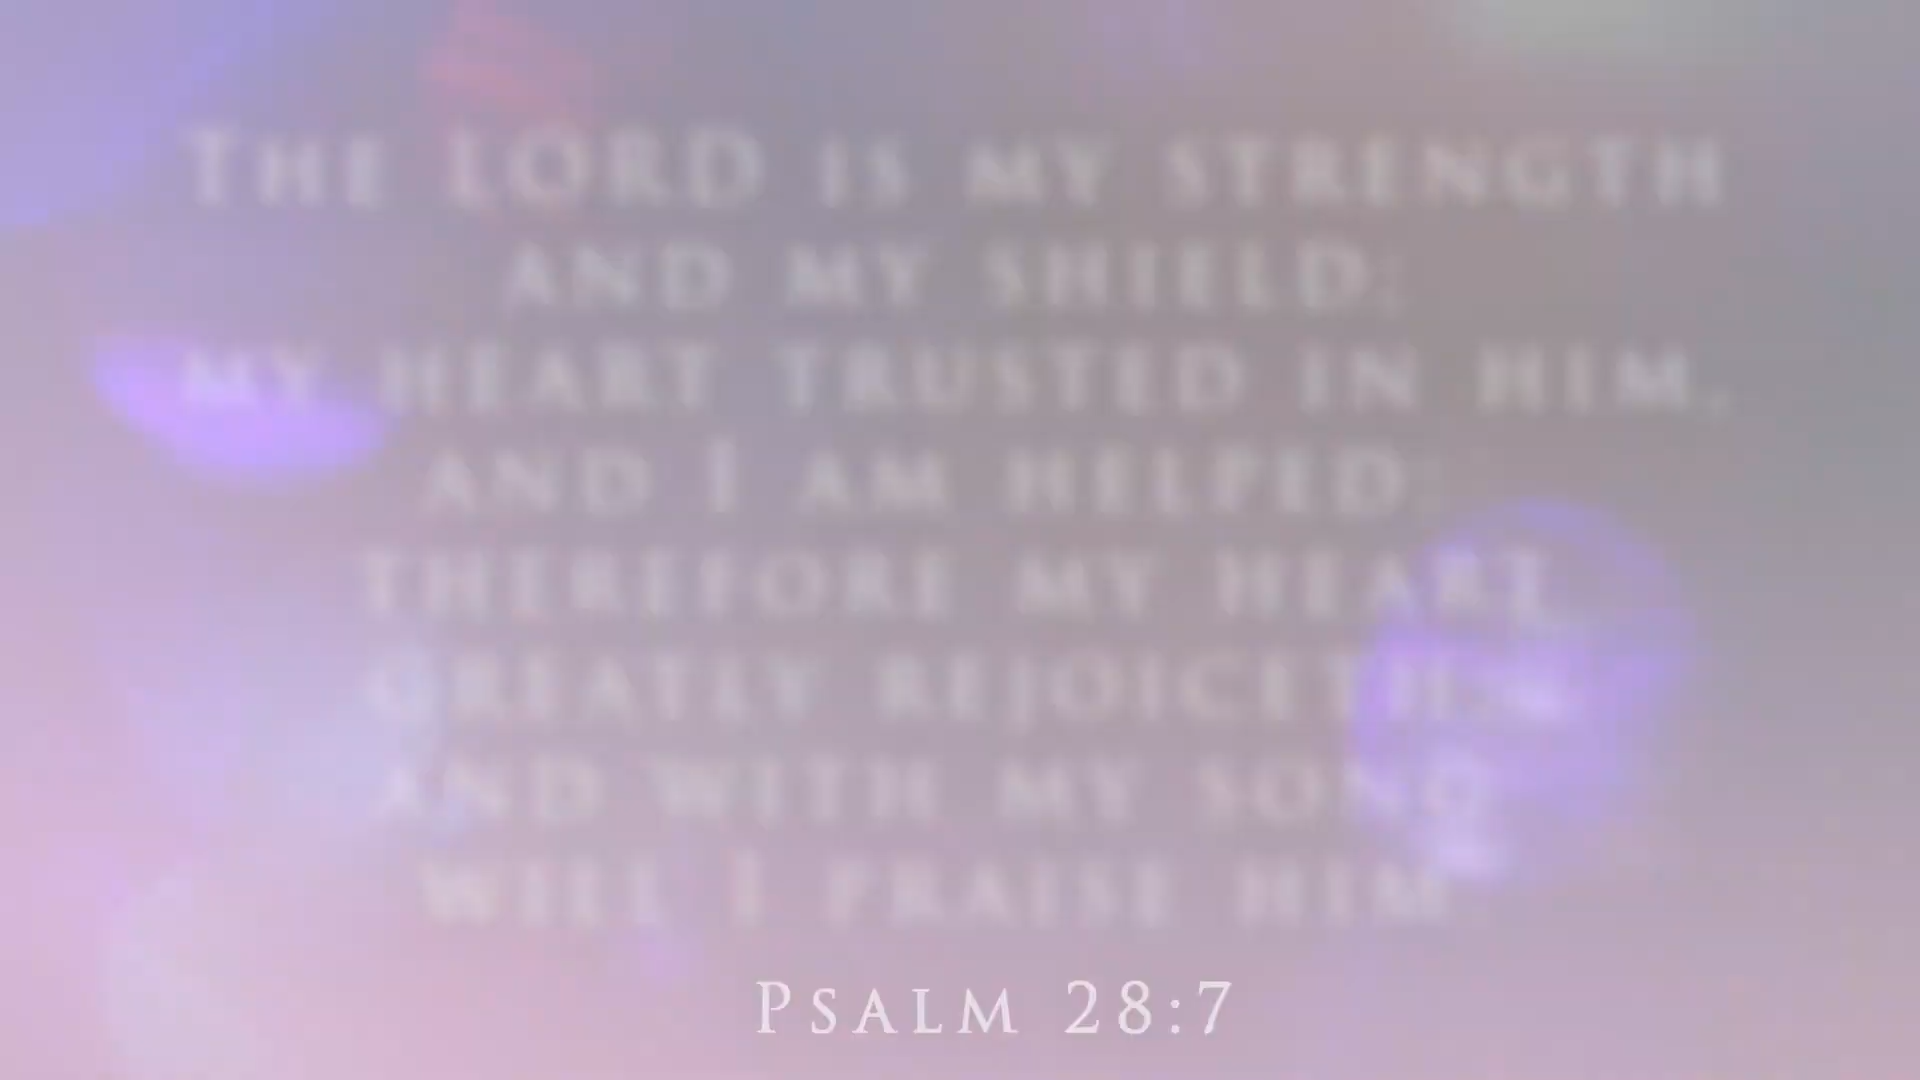 The LORD is my strength
and my shield;
my heart trusted in him,
and I am helped:
therefore my heart
greatly rejoiceth;
and with my song
will I praise him.
Psalm 28:7